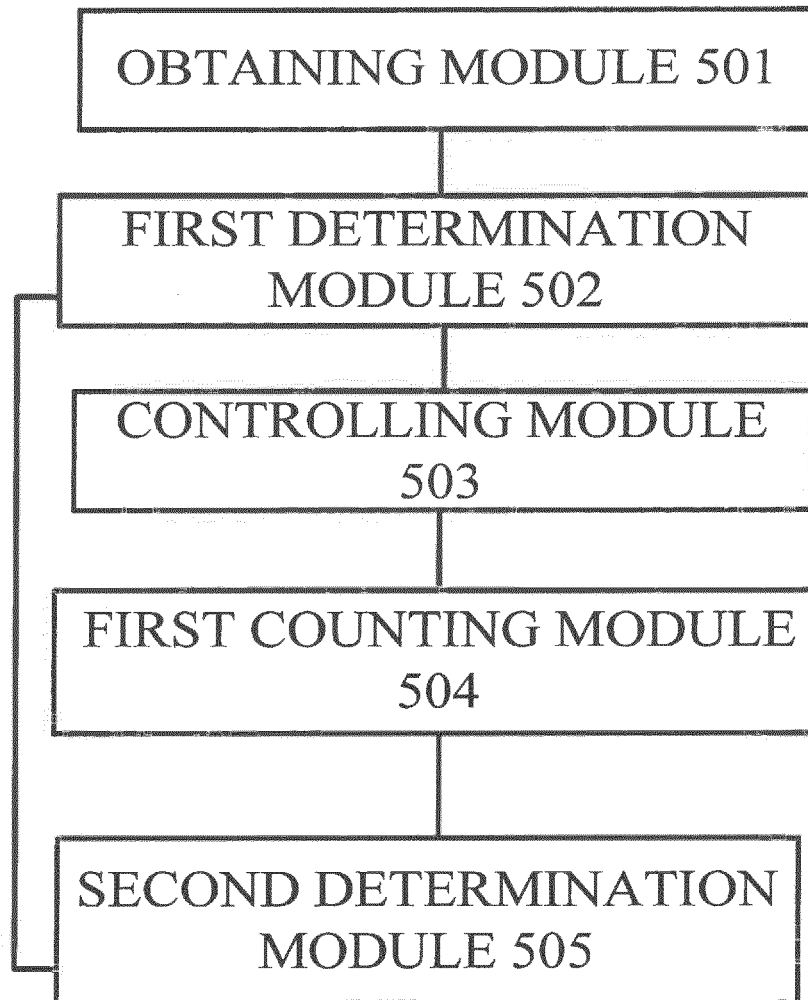 OBTAINING MODULE 501
FIRST DETERMINATION
MODULE 502
CONTROLLING MODULE
503
FIRST COUNTING MODULE
504
SECOND DETERMINATION
MODULE 505